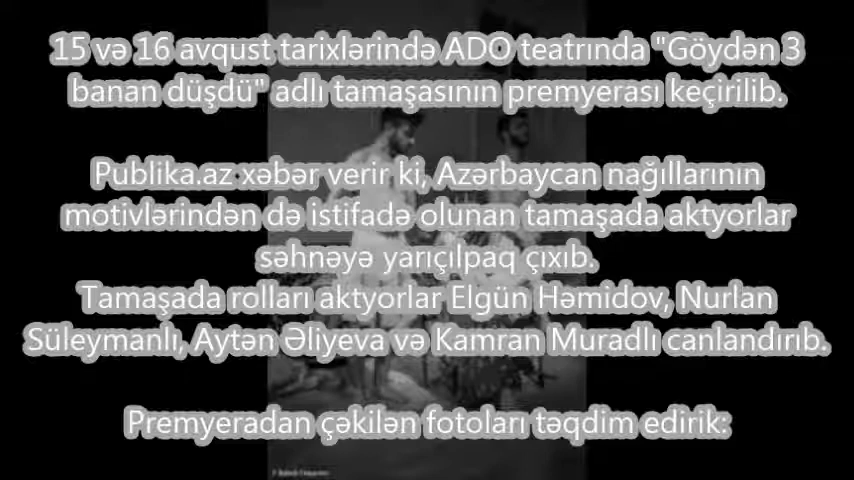 15 və 16 avqust tarixlərində ADO teatrında "Göydən 3
banan düşdü" adlı tamaşasının premyerası keçirilib.
Publika.az xəbər verir ki, Azərbaycan nağıllarının
motivlərindən də istifadə olunan tamaşada aktyorlar
səhnəyə yarıçılpaq çıxıb.
Tamaşada rolları aktyorlar Elgün Həmidov, Nurlan
Süleymanlı, Aytən Əliyeva və Kamran Muradlı canlandırıb.
Premyeradan çəkilən fotoları təqdim edirik: